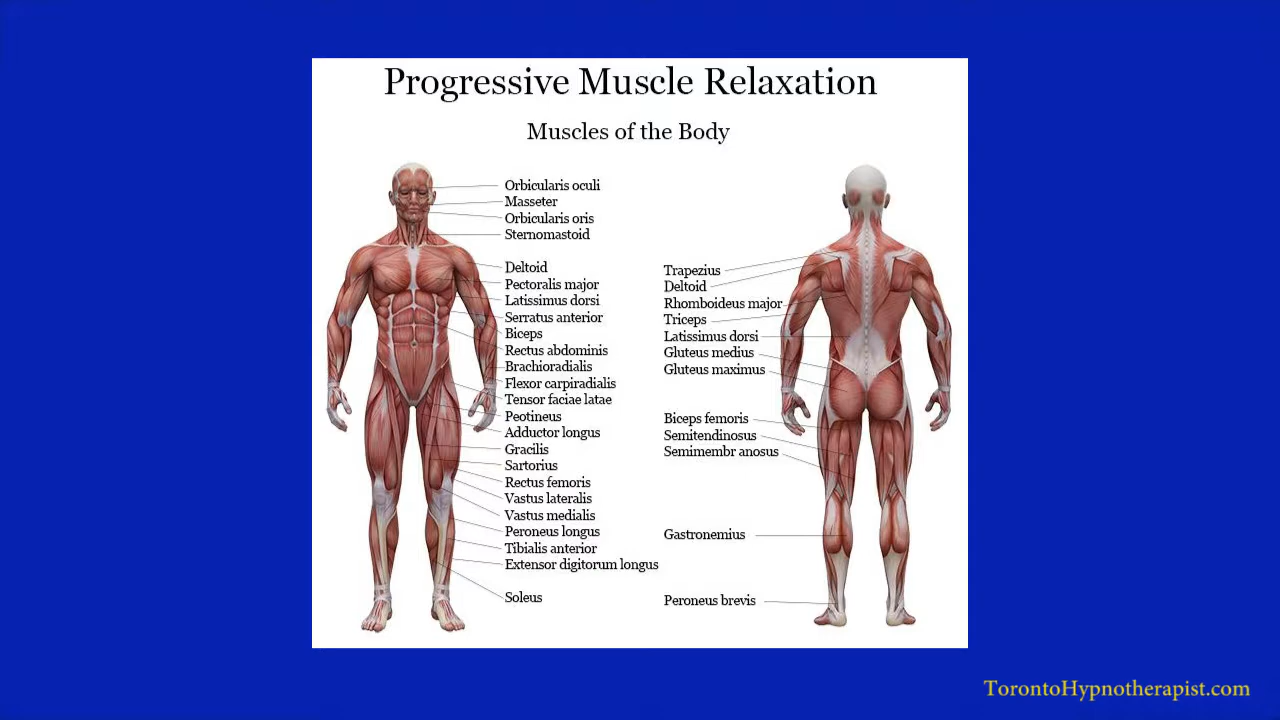 Progressive Muscle Relaxation
Muscles of the Body
Orbicularis oculi
Masseter
Orbicularis oris
Sternomastoid
Deltoid
Pectoralis major
Latissimus dorsi
Serratus anterior
Biceps
Rectus abdominis
Brachioradialis
Flexor carpiradialis
Tensor faciae latae
Peotineus
Adductor longus
Gracilis
Sartorius
Rectus femoris
Vastus lateralis
Vastus medialis
Peroneus longus
Tibialis anterior
Extensor digitorum longus
Soleus
Trapezius
Deltoid
Rhomboideus major
Triceps
Latissimus dorsi
Gluteus medius
Gluteus maximus
Biceps femoris
Semitendinosus
Semimembr anosus
Gastronemius
Peroneus brevis
TorontoHypnotherapist.com